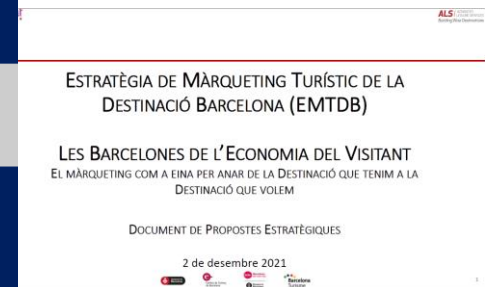 ALS
ESTRATÈGIA DE MÀRQUETING TURÍSTIC DE LA
DESTINACIÓ BARCELONA (EMTDB)
LES BARCELONES DE L'ECONOMIA DEL VISITANT
EL MÀRQUETING COM A EINA PER ANAR DE LA DESTINACIÓ QUE TENIM A LA
DESTINACIÓ QUE VOLEM
DOCUMENT DE PROPOSTES ESTRATÈGIQUES
2 de desembre 2021
Barcelona
Turisme
1